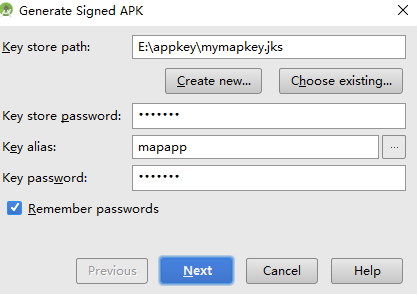 Generate Signed APK
Key store path: E:\appkey\mymapkey.jks
Create new... Choose existing...
Key store password: •••••••
Key alias: mapapp ...
Key password: •••••••
Remember passwords
Previous Next Cancel Help